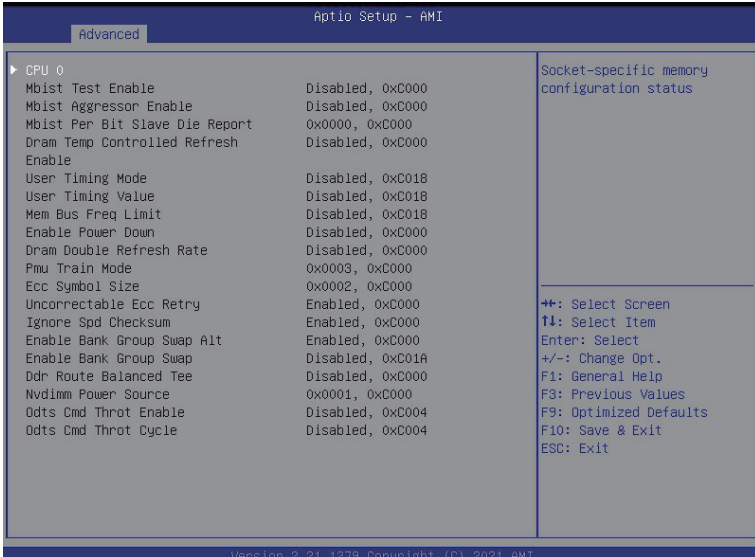 Aptio Setup – AMI
Advanced
CPU 0
Mbist Test Enable Disabled, 0xC000
Mbist Aggressor Enable Disabled, 0xC000
Mbist Per Bit Slave Die Report 0x0000, 0xC000
Dram Temp Controlled Refresh Disabled, 0xC000
Enable
User Timing Mode Disabled, 0xC018
User Timing Value Disabled, 0xC018
Mem Bus Freq Limit Disabled, 0xC018
Enable Power Down Disabled, 0xC000
Dram Double Refresh Rate Disabled, 0xC000
Pmu Train Mode 0x0003, 0xC000
Ecc Symbol Size 0x0002, 0xC000
Uncorrectable Ecc Retry Enabled, 0xC000
Ignore Spd Checksum Enabled, 0xC000
Enable Bank Group Swap Alt Enabled, 0xC000
Enable Bank Group Swap Disabled, 0xC01A
Ddr Route Balanced Tee Disabled, 0xC000
Nvdimm Power Source 0x0001, 0xC000
Odts Cmd Throt Enable Disabled, 0xC004
Odts Cmd Throt Cycle Disabled, 0xC004
Socket-specific memory
configuration status
→←: Select Screen
↑↓: Select Item
Enter: Select
+/-: Change Opt.
F1: General Help
F3: Previous Values
F9: Optimized Defaults
F10: Save & Exit
ESC: Exit
Version 2.21.1279 Copyright (C) 2021 AMI